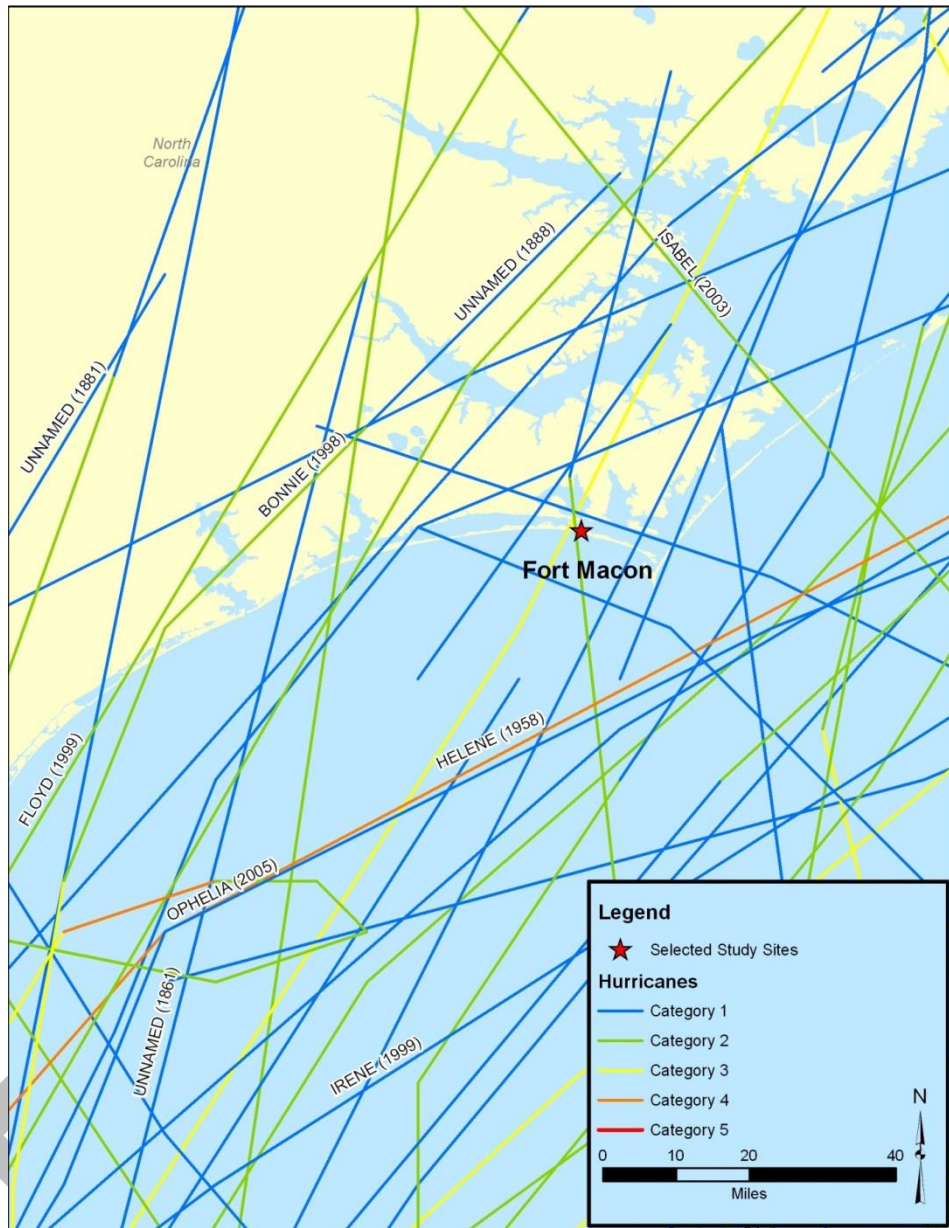 North
Carolina
UNNAMED (1888)
ISABEL (2003)
UNNAMED (1881)
BONNIE (1998)
Fort Macon
FLOYD (1999)
HELENE (1958)
OPHELIA (2005)
UNNAMED (1861)
IRENE (1999)
Legend
Selected Study Sites
Hurricanes
Category 1
Category 2
Category 3
Category 4
Category 5
N
0 10 20 40
Miles